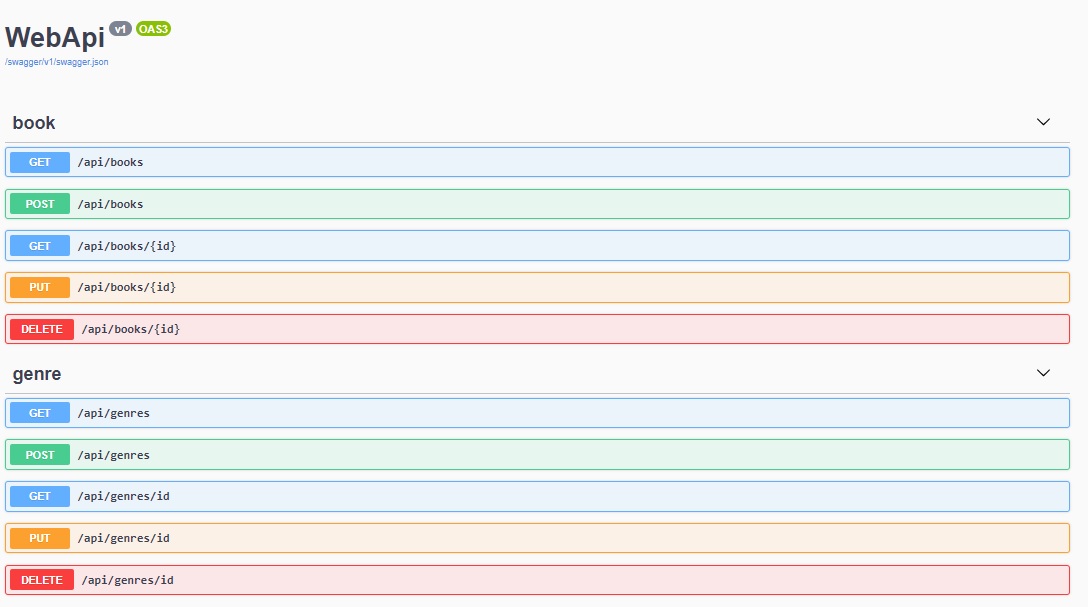 WebApi v1 OAS3
/swagger/v1/swagger.json
book
GET /api/books
POST /api/books
GET /api/books/{id}
PUT /api/books/{id}
DELETE /api/books/{id}
genre
GET /api/genres
POST /api/genres
GET /api/genres/id
PUT /api/genres/id
DELETE /api/genres/id